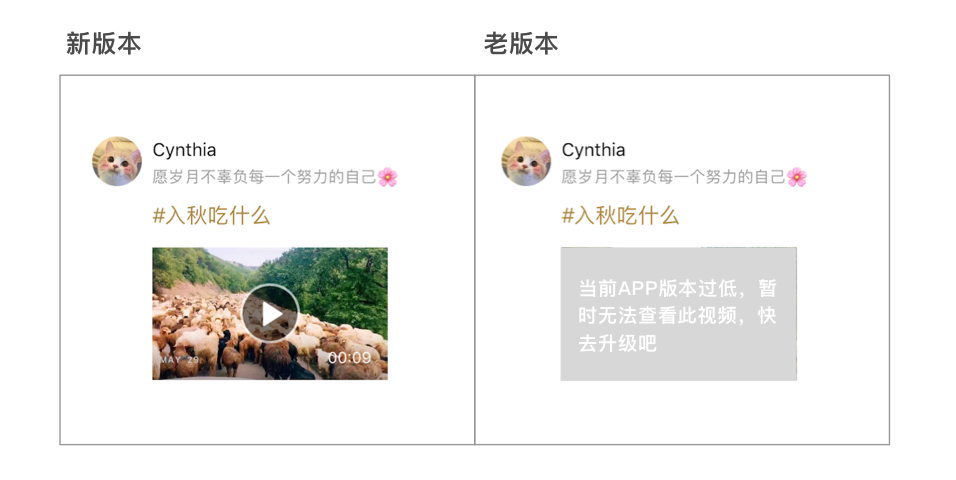 新版本
老版本
Cynthia
愿岁月不辜负每一个努力的自己🌸
#入秋吃什么
MAY 29
00:09
Cynthia
愿岁月不辜负每一个努力的自己🌸
#入秋吃什么
当前APP版本过低，暂
时无法查看此视频，快
去升级吧